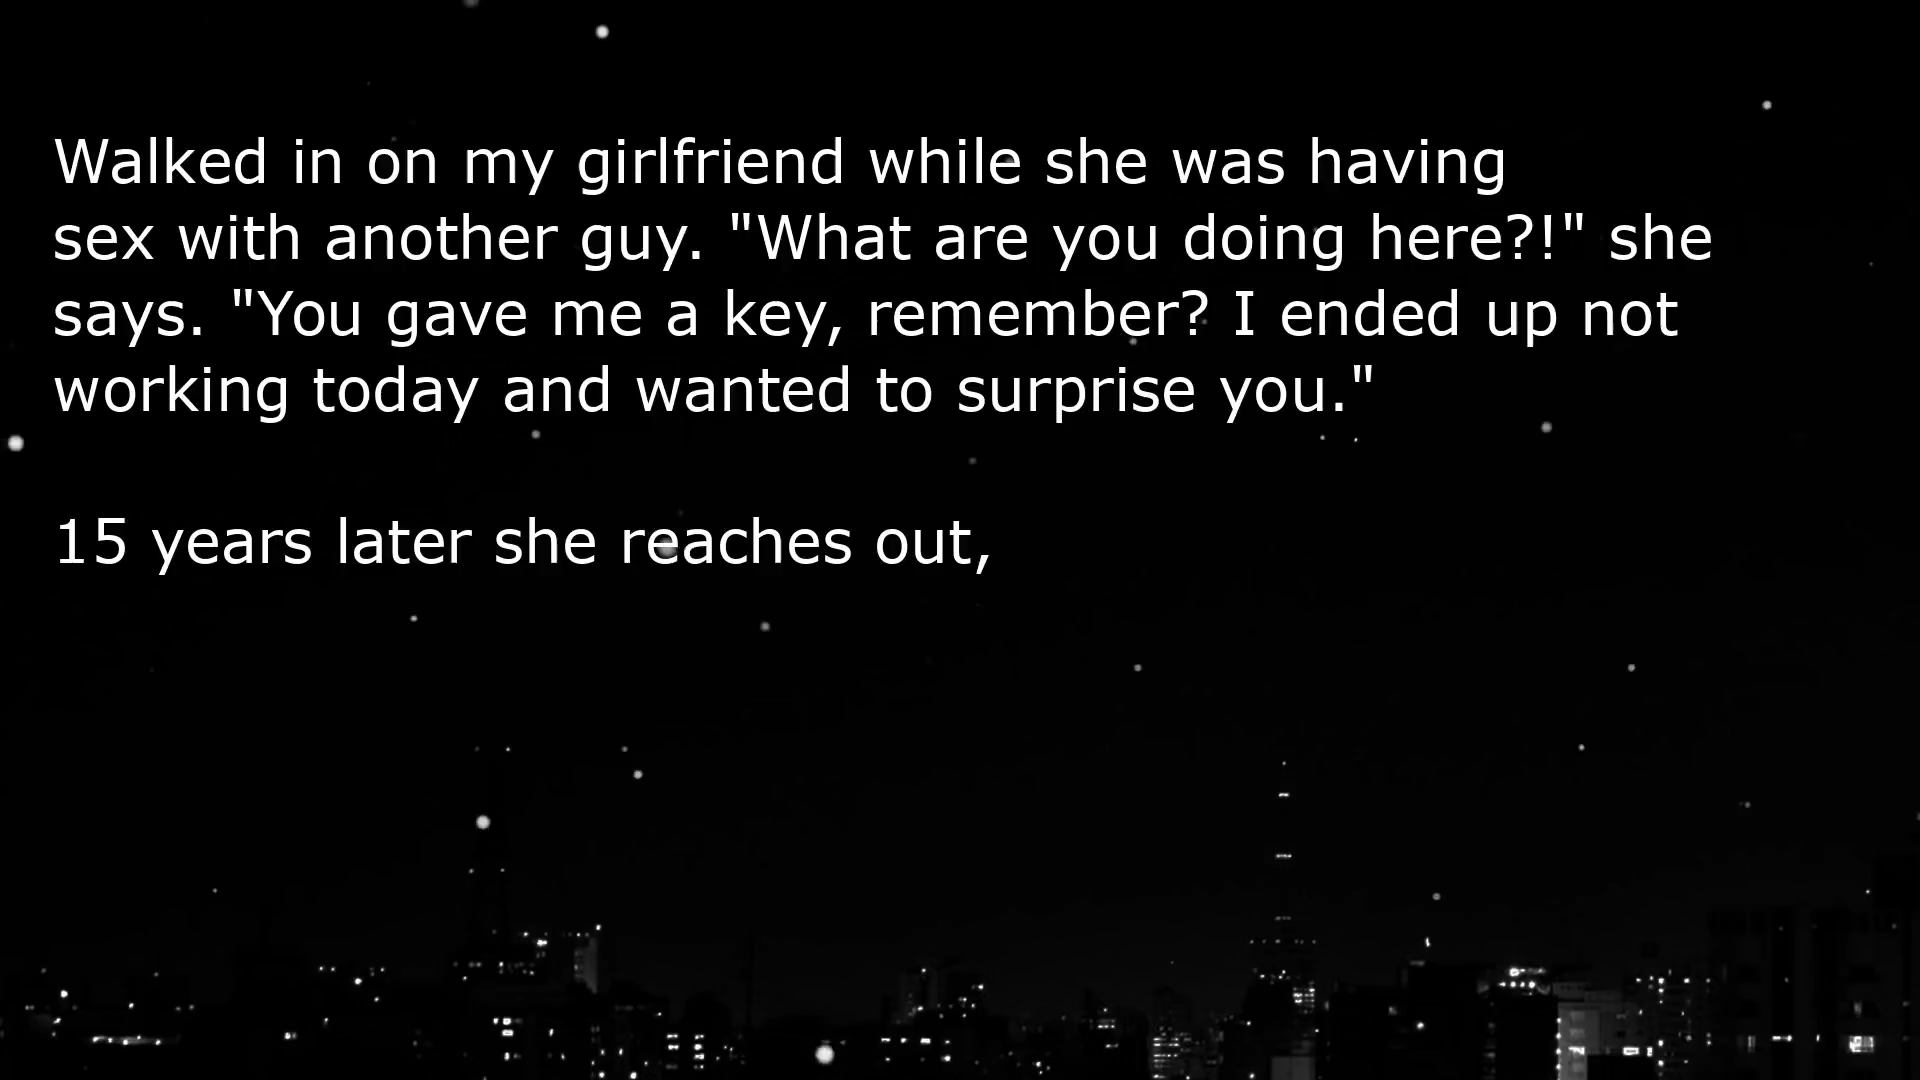 Walked in on my girlfriend while she was having
sex with another guy. "What are you doing here?!" she
says. "You gave me a key, remember? I ended up not
working today and wanted to surprise you."
15 years later she reaches out,